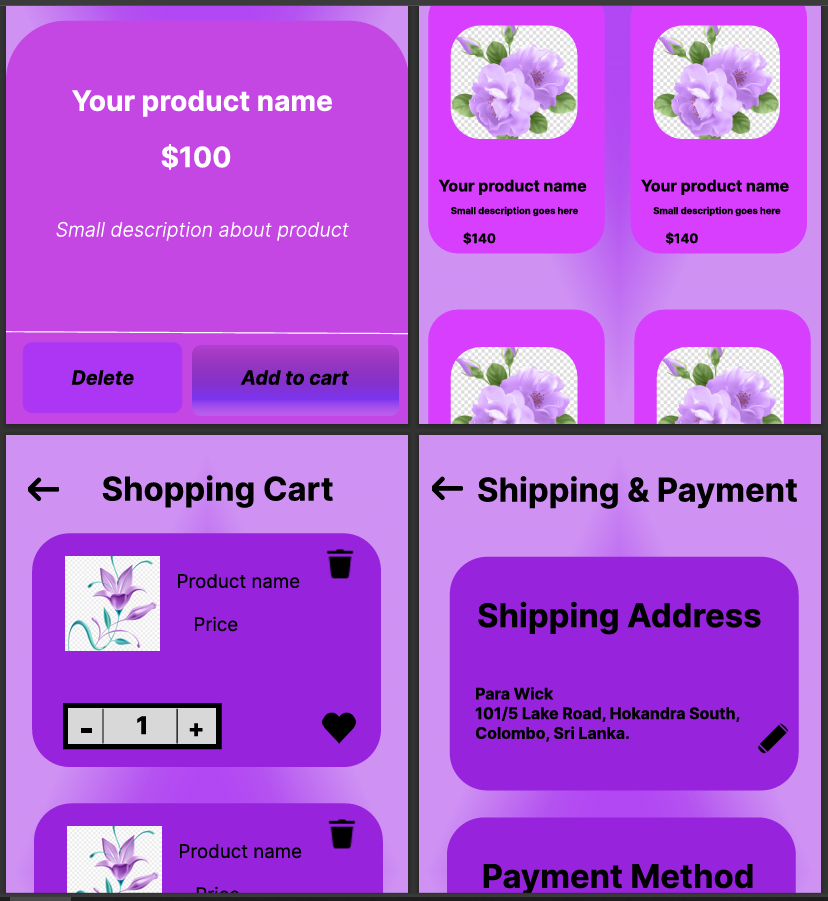 Your product name
$100
Small description about product
Delete
Add to cart
Your product name
Small description goes here
$140
Your product name
Small description goes here
$140
Shopping Cart
Product name
Price
- 1 +
Product name
Price
Shipping & Payment
Shipping Address
Para Wick
101/5 Lake Road, Hokandra South,
Colombo, Sri Lanka.
Payment Method